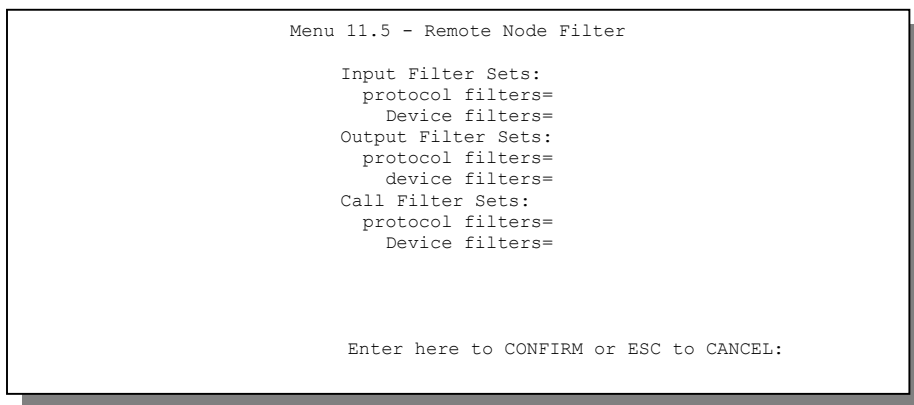 Menu 11.5 - Remote Node Filter
Input Filter Sets:
protocol filters=
Device filters=
Output Filter Sets:
protocol filters=
device filters=
Call Filter Sets:
protocol filters=
Device filters=
Enter here to CONFIRM or ESC to CANCEL: